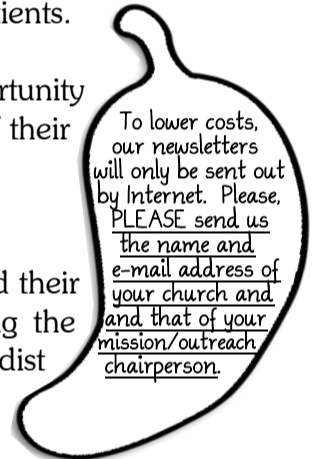 ients.
rtunity
their
To lower costs,
our newsletters
will only be sent out
by Internet. Please,
PLEASE send us
the name and
e-mail address of
your church and
and that of your
mission/outreach
chairperson.
d their
g the
dist